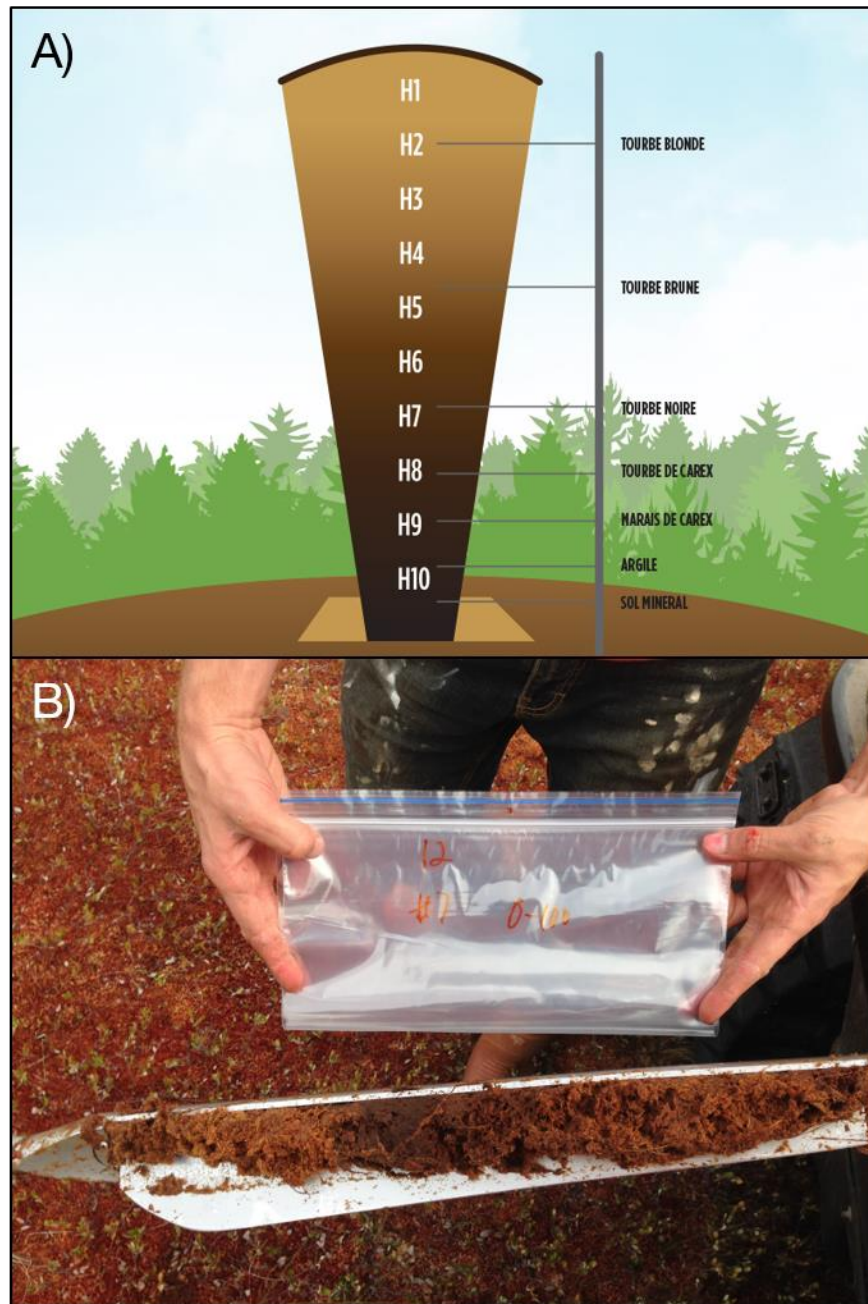 A)
H1
H2
TOURBE BLONDE
H3
H4
TOURBE BRUNE
H5
H6
H7
TOURBE NOIRE
H8
TOURBE DE CAREX
H9
MARAIS DE CAREX
ARGILE
H10
SOL MINERAL
B)
12
#7 0-100